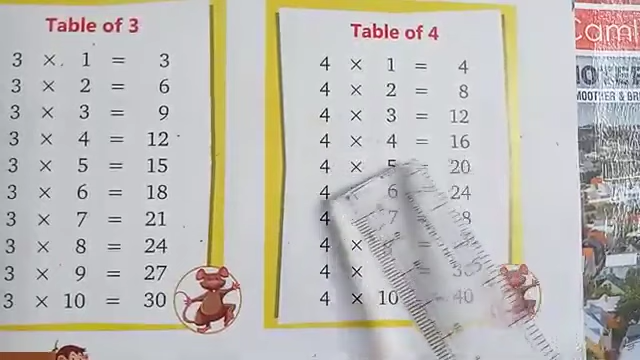 Table of 3
3 × 1 = 3
3 × 2 = 6
3 × 3 = 9
3 × 4 = 12
3 × 5 = 15
3 × 6 = 18
3 × 7 = 21
3 × 8 = 24
3 × 9 = 27
3 × 10 = 30
Table of 4
4 × 1 = 4
4 × 2 = 8
4 × 3 = 12
4 × 4 = 16
4 × 5 = 20
4 6 24
4 7 8
4 × =
4 × = 36
4 × 10 40
Caml